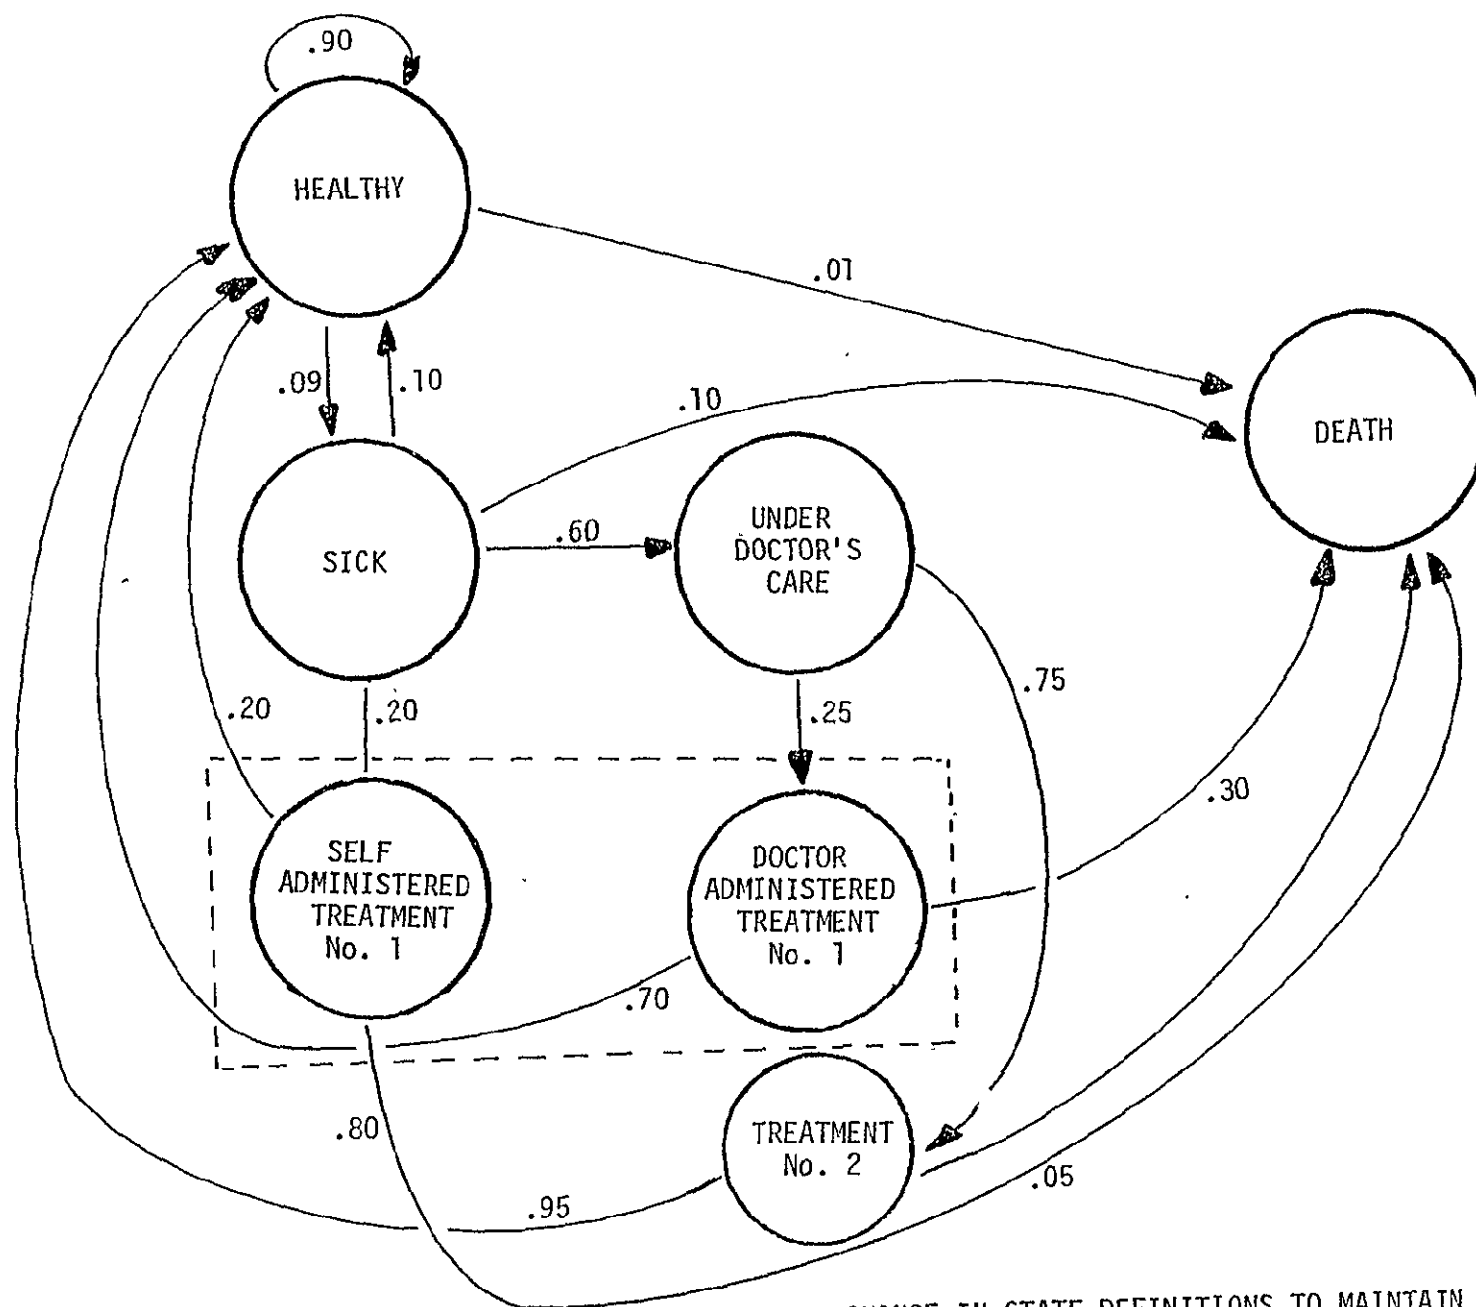 .90
HEALTHY
.01
.09
.10
.10
DEATH
UNDER
DOCTOR'S
CARE
.60
SICK
.75
.20
.20
.25
.30
SELF
ADMINISTERED
TREATMENT
No. 1
DOCTOR
ADMINISTERED
TREATMENT
No. 1
.70
.80
TREATMENT
No. 2
.05
.95
IN STATE DEFINITIONS TO MAINTAIN